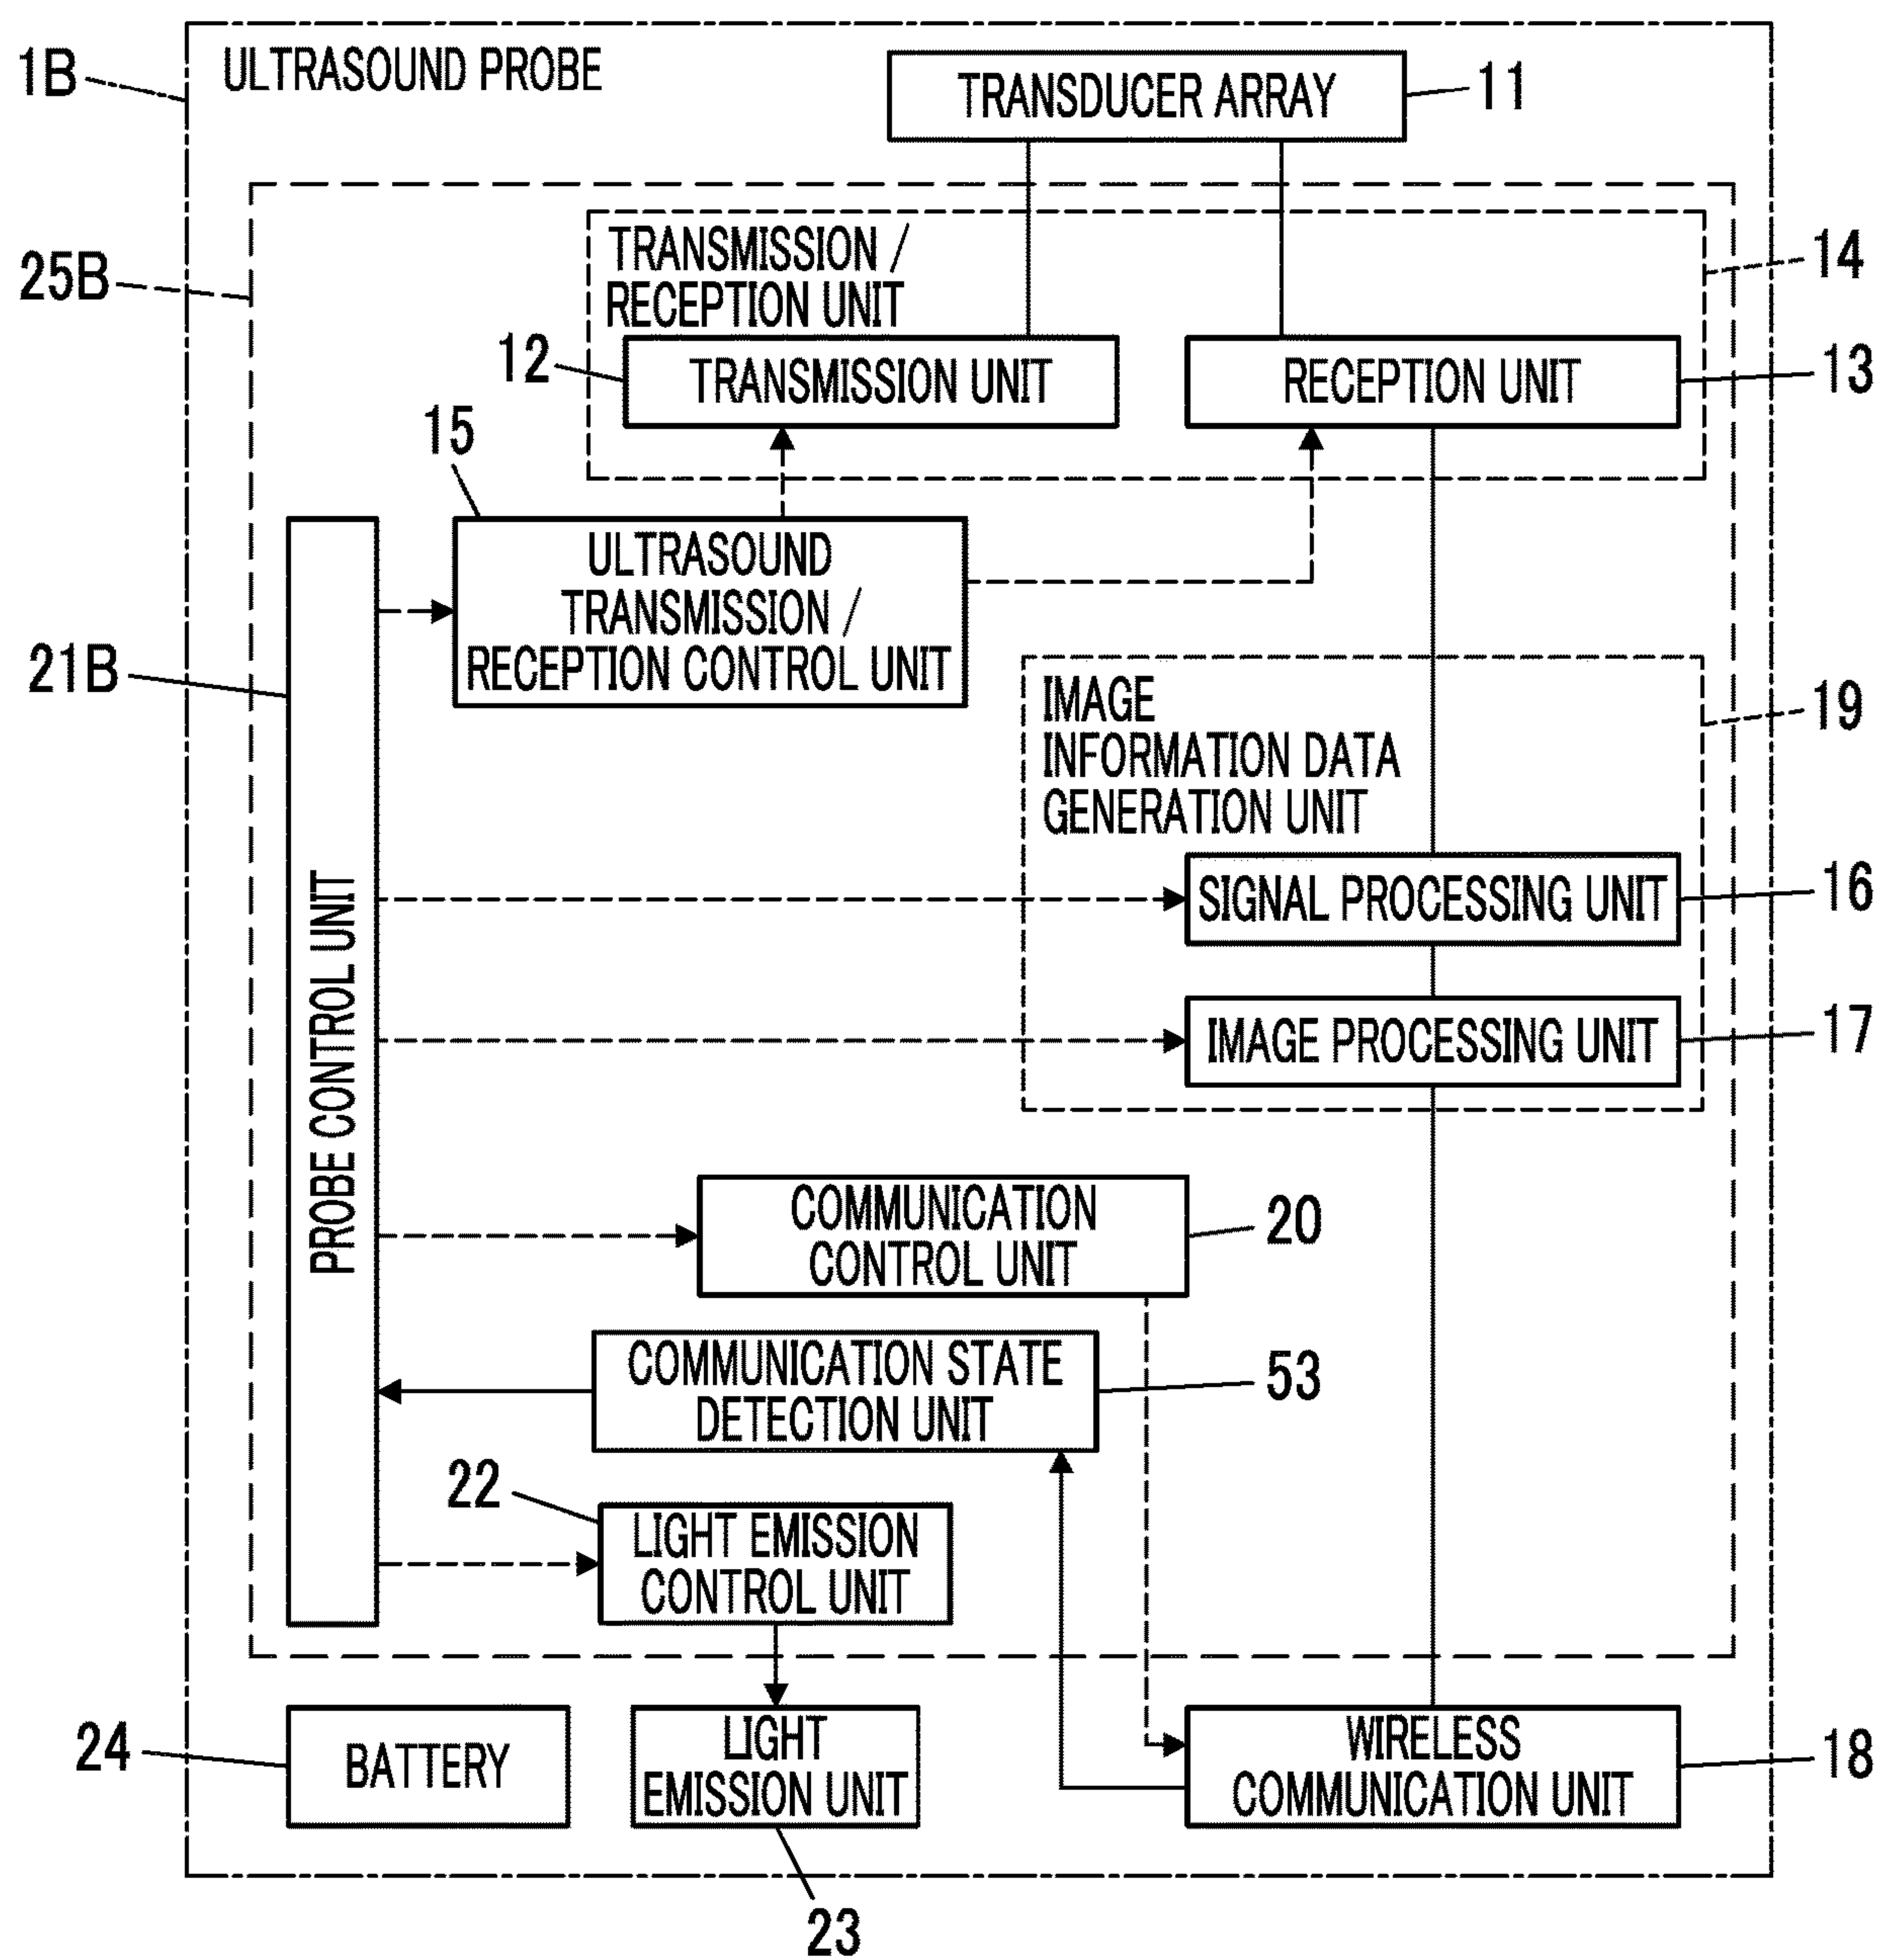 1B
ULTRASOUND PROBE
TRANSDUCER ARRAY
11
25B
TRANSMISSION /
RECEPTION UNIT
14
12
TRANSMISSION UNIT
RECEPTION UNIT
13
15
ULTRASOUND
TRANSMISSION /
RECEPTION CONTROL UNIT
21B
PROBE CONTROL UNIT
IMAGE
INFORMATION DATA
GENERATION UNIT
19
SIGNAL PROCESSING UNIT
16
IMAGE PROCESSING UNIT
17
COMMUNICATION
CONTROL UNIT
20
COMMUNICATION STATE
DETECTION UNIT
53
22
LIGHT EMISSION
CONTROL UNIT
24
BATTERY
LIGHT
EMISSION UNIT
23
WIRELESS
COMMUNICATION UNIT
18